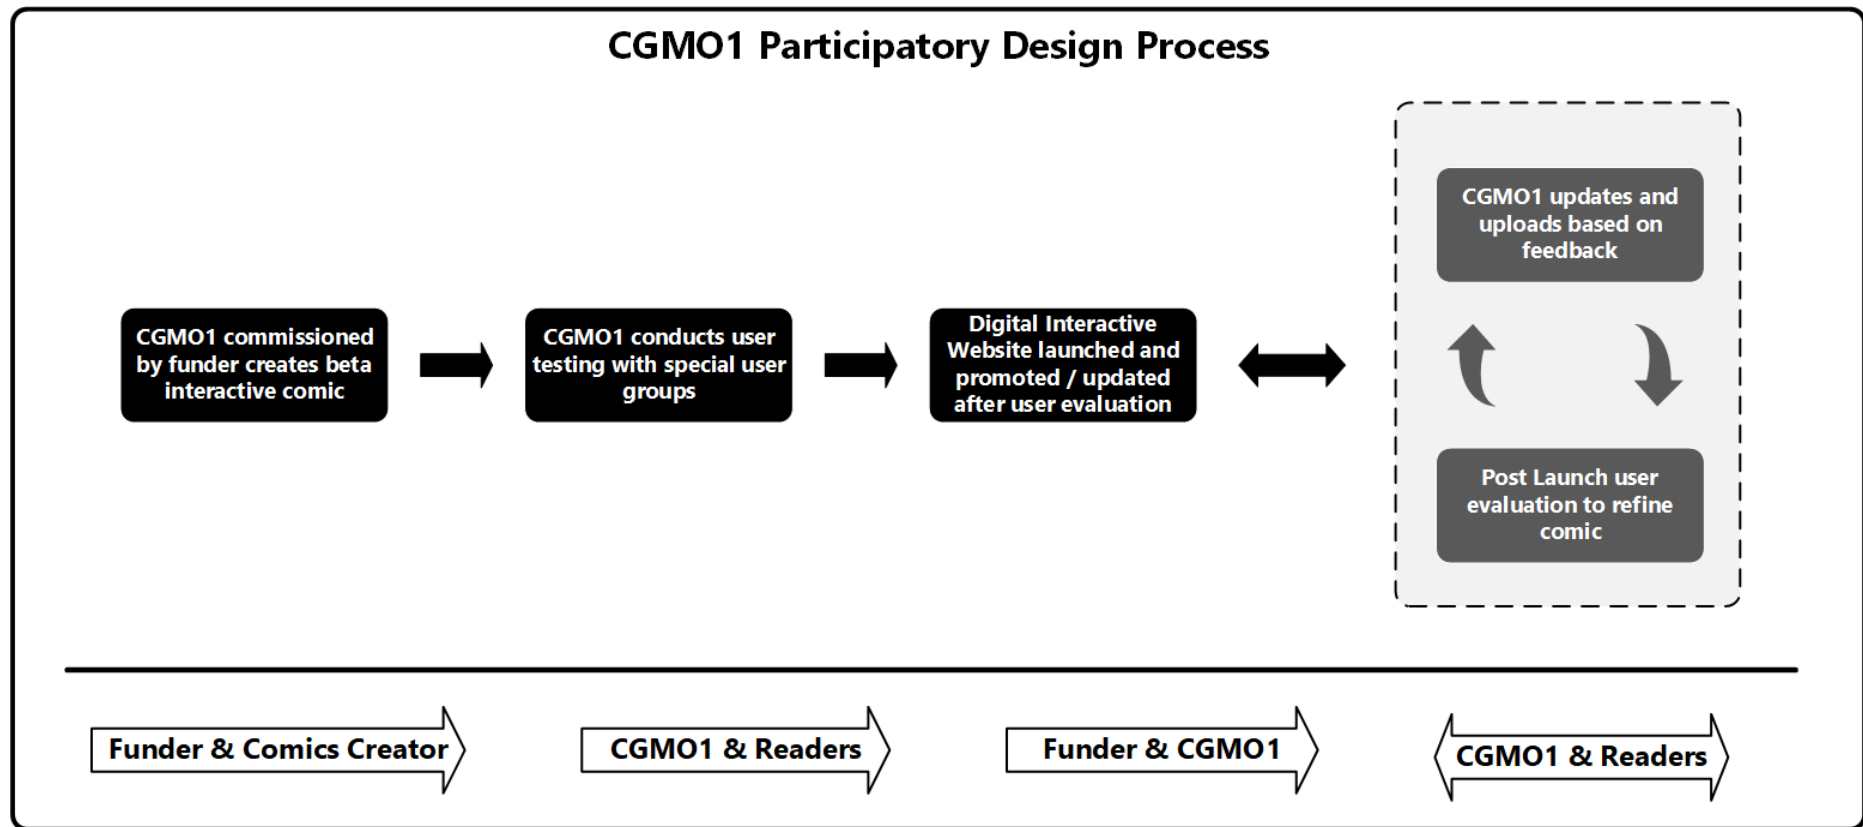 CGMO1 Participatory Design Process
CGMO1 updates and
uploads based on
feedback
CGMO1 commissioned
by funder creates beta
interactive comic
CGMO1 conducts user
testing with special user
groups
Digital Interactive
Website launched and
promoted / updated
after user evaluation
Post Launch user
evaluation to refine
comic
Funder & Comics Creator
CGMO1 & Readers
Funder & CGMO1
CGMO1 & Readers